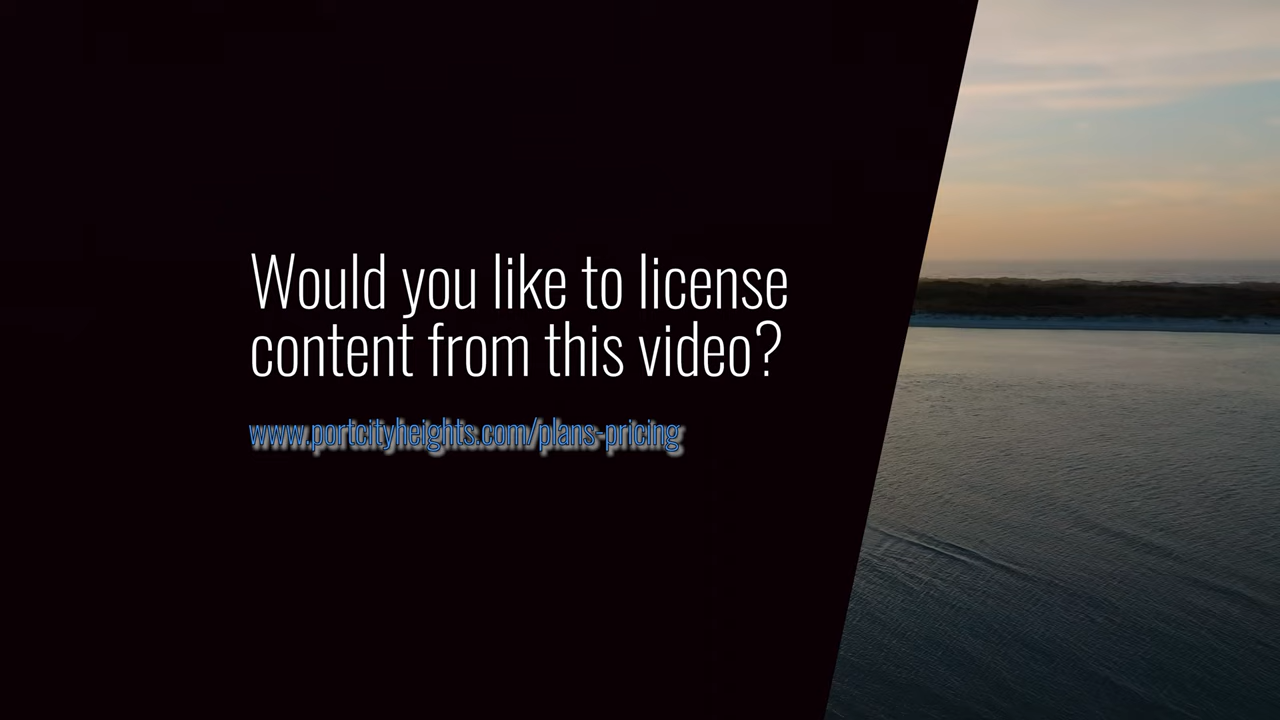 Would you like to license
content from this video?
www.portcityheights.com/plans-pricing